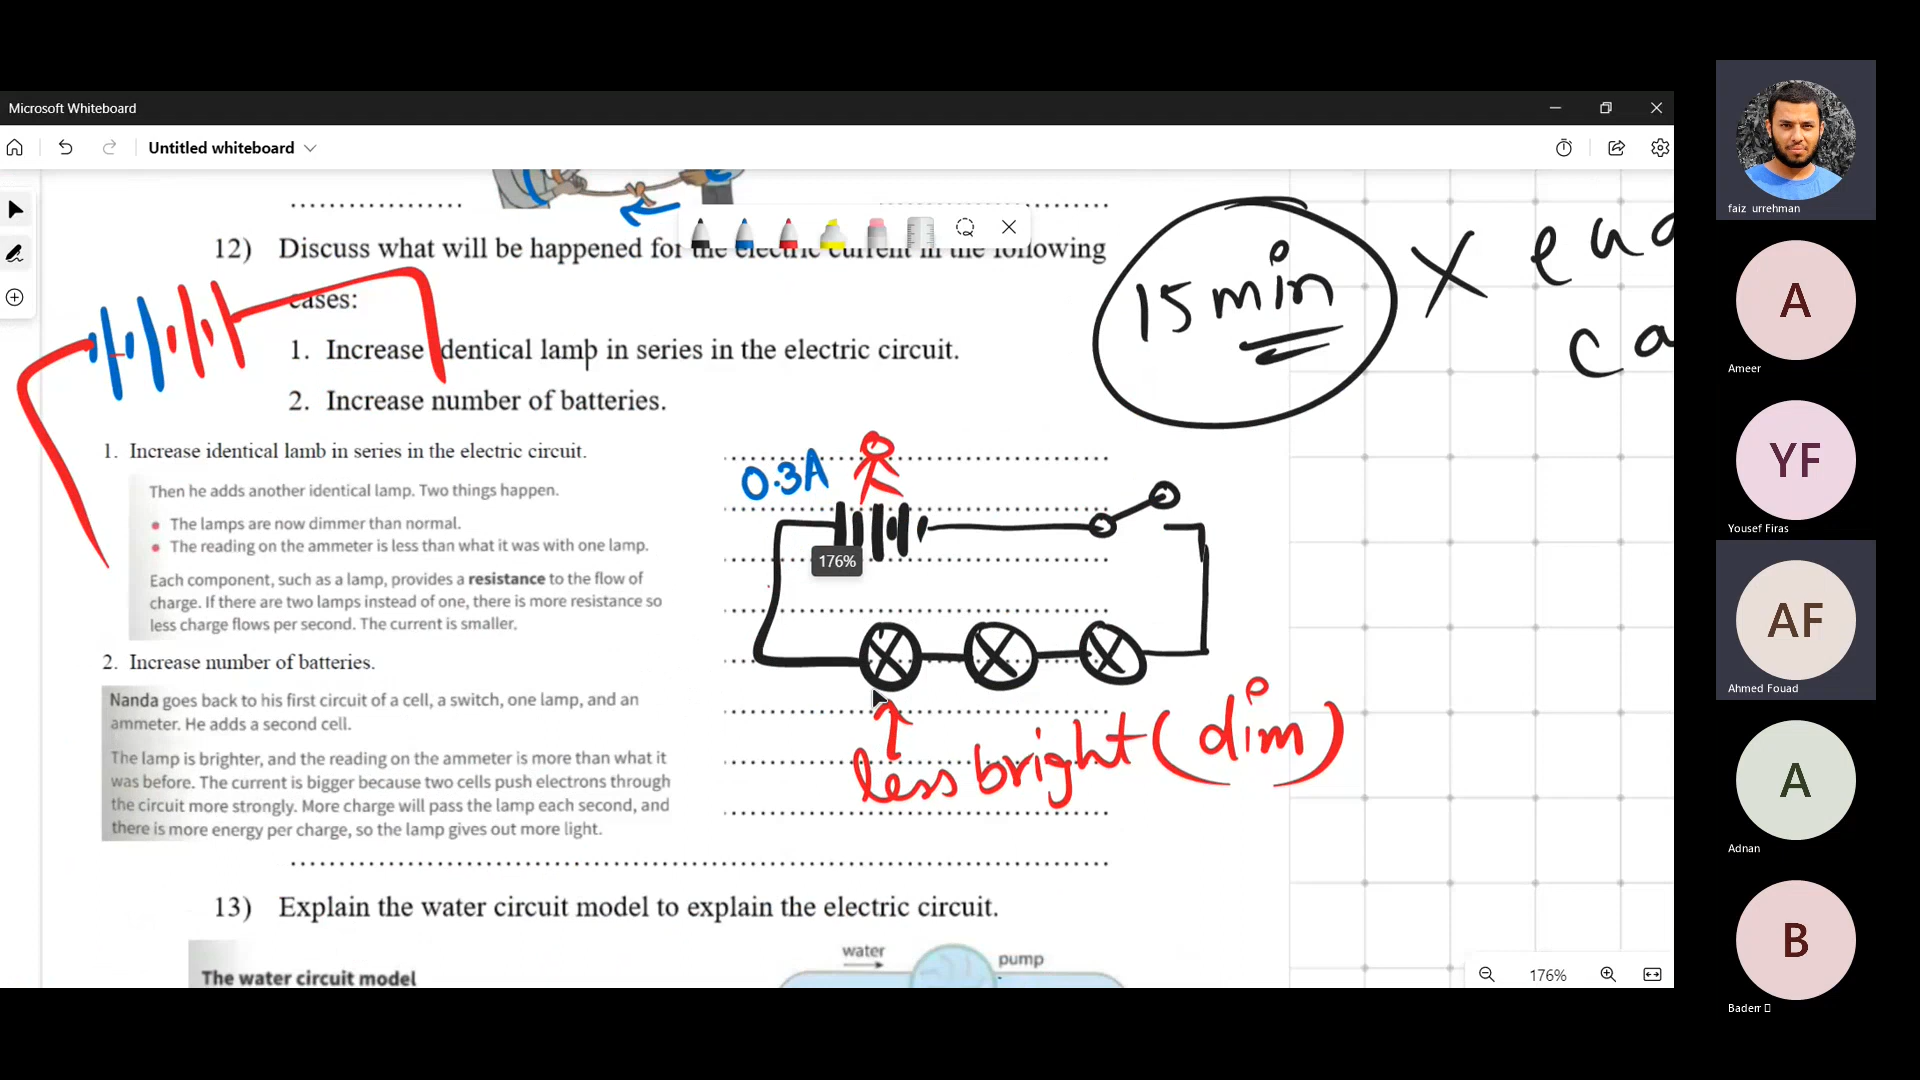 Microsoft Whiteboard
Untitled whiteboard
12) Discuss what will be happened for the electric current in the following
cases:
1. Increase identical lamb in series in the electric circuit.
2. Increase number of batteries.
15 min X
1. Increase identical lamb in series in the electric circuit.
Then he adds another identical lamp. Two things happen.
• The lamps are now dimmer than normal.
• The reading on the ammeter is less than what it was with one lamp.
Each component, such as a lamp, provides a resistance to the flow of
charge. If there are two lamps instead of one, there is more resistance so
less charge flows per second. The current is smaller.
2. Increase number of batteries.
Nanda goes back to his first circuit of a cell, a switch, one lamp, and an
ammeter. He adds a second cell.
The lamp is brighter, and the reading on the ammeter is more than what it
was before. The current is bigger because two cells push electrons through
the circuit more strongly. More charge will pass the lamp each second, and
there is more energy per charge, so the lamp gives out more light.
0.3A
176%
less bright (dim)
13) Explain the water circuit model to explain the electric circuit.
The water circuit model
water
pump
176%
faiz urrehman
A
Ameer
YF
Yousef Firas
AF
Ahmed Fouad
A
Adnan
B
Baderr